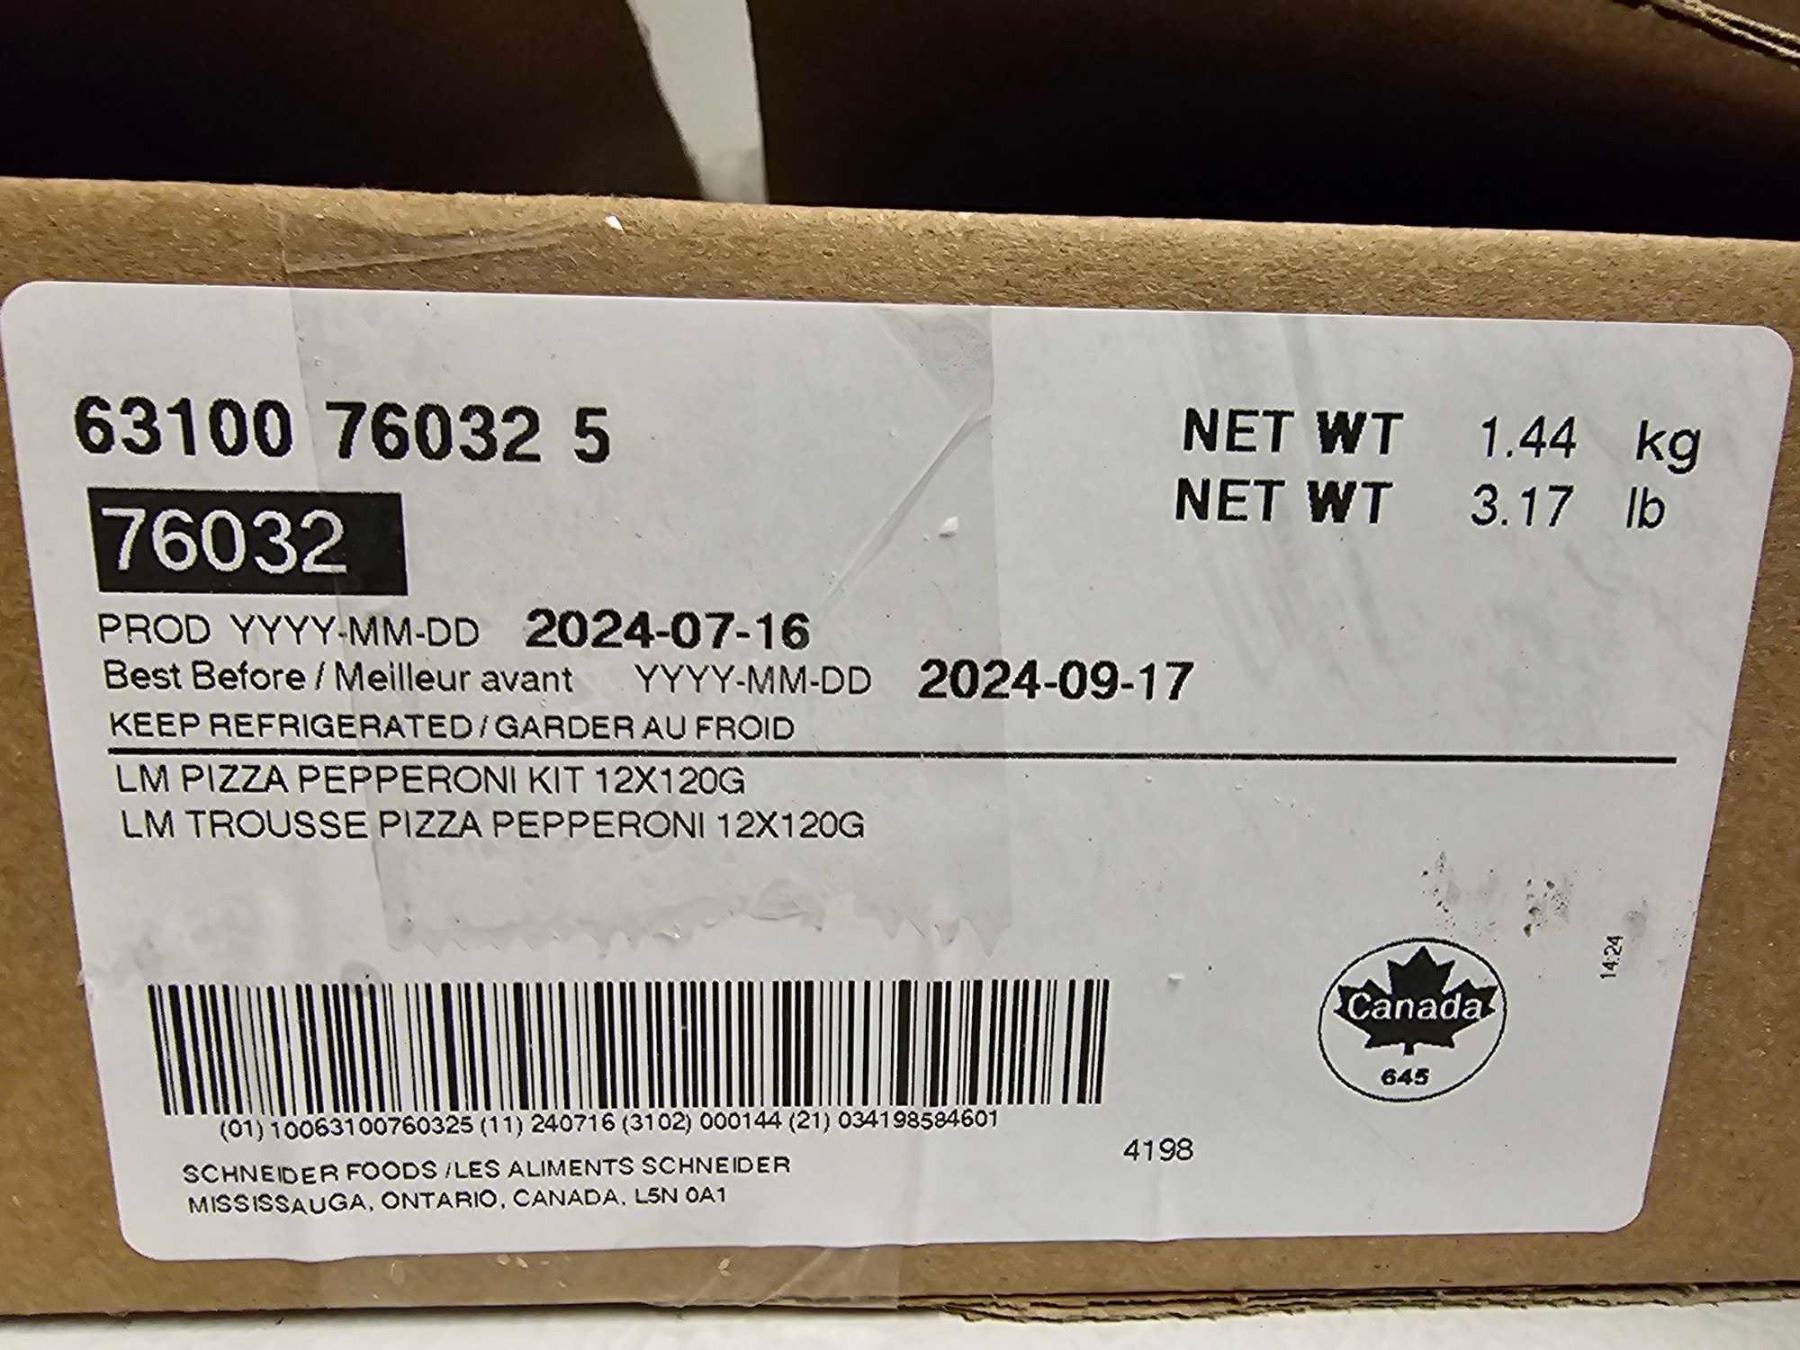 63100 76032 5
NET WT 1.44 kg
NET WT 3.17 lb
76032
PROD YYYY-MM-DD 2024-07-16
Best Before / Meilleur avant YYYY-MM-DD 2024-09-17
KEEP REFRIGERATED / GARDER AU FROID
LM PIZZA PEPPERONI KIT 12X120G
LM TROUSSE PIZZA PEPPERONI 12X120G
14:24
Canada
645
(01) 10063100760325 (11) 240716 (3102) 000144 (21) 034198584601
4198
SCHNEIDER FOODS /LES ALIMENTS SCHNEIDER
MISSISSAUGA, ONTARIO, CANADA, L5N 0A1